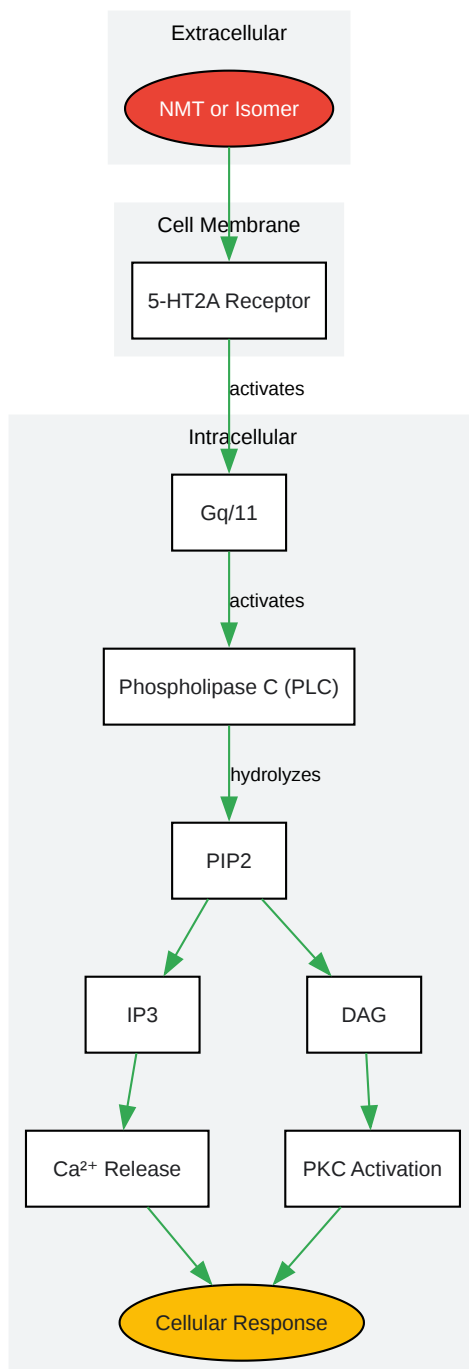 Extracellular
NMT or Isomer
Cell Membrane
5-HT2A Receptor
activates
Intracellular
Gq/11
activates
Phospholipase C (PLC)
hydrolyzes
PIP2
IP3
DAG
Ca²⁺ Release
PKC Activation
Cellular Response